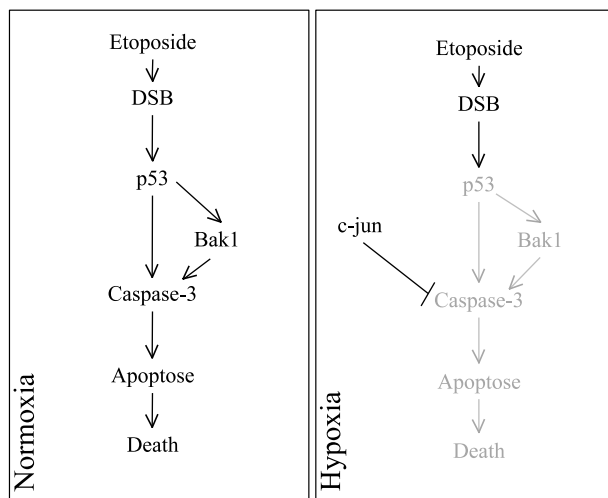 Etoposide
DSB
p53
Bak1
Caspase-3
Apoptose
Death
Normoxia
Etoposide
DSB
p53
c-jun
Bak1
Caspase-3
Apoptose
Death
Hypoxia